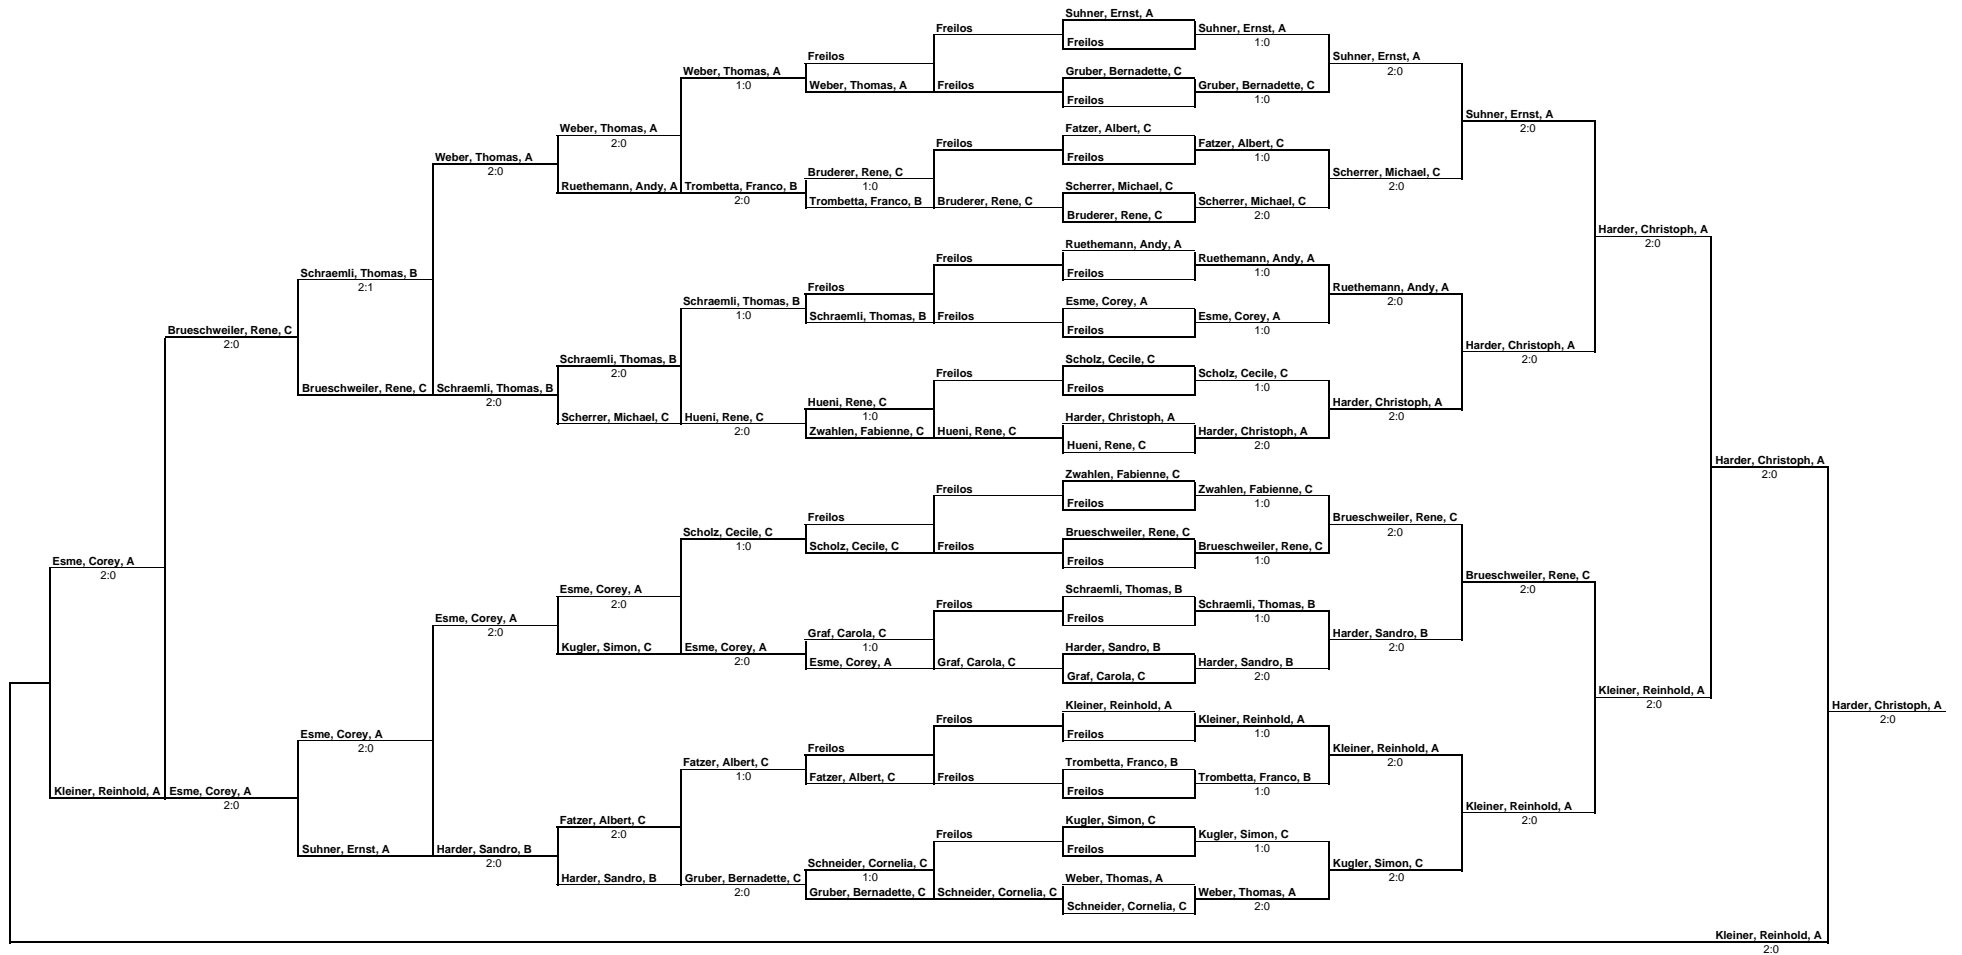 Suhner, Ernst, A
Freilos
Suhner, Ernst, A
Freilos
1:0
Freilos
Suhner, Ernst, A
2:0
Weber, Thomas, A
Gruber, Bernadette, C
1:0
Weber, Thomas, A
Freilos
Gruber, Bernadette, C
1:0
Freilos
Suhner, Ernst, A
2:0
Weber, Thomas, A
Fatzer, Albert, C
2:0
Freilos
Fatzer, Albert, C
Freilos
1:0
Weber, Thomas, A
2:0
Bruderer, Rene, C
Scherrer, Michael, C
1:0
2:0
Ruethemann, Andy, A
Trombetta, Franco, B
Scherrer, Michael, C
2:0
Trombetta, Franco, B
Bruderer, Rene, C
Scherrer, Michael, C
2:0
Bruderer, Rene, C
Harder, Christoph, A
2:0
Ruethemann, Andy, A
Freilos
Ruethemann, Andy, A
Freilos
1:0
Schraemli, Thomas, B
2:1
Freilos
Ruethemann, Andy, A
2:0
Schraemli, Thomas, B
Esme, Corey, A
1:0
Schraemli, Thomas, B
Freilos
Esme, Corey, A
1:0
Freilos
Brueschweiler, Rene, C
2:0
Harder, Christoph, A
2:0
Schraemli, Thomas, B
2:0
Scholz, Cecile, C
Freilos
Scholz, Cecile, C
Freilos
1:0
Brueschweiler, Rene, C
Schraemli, Thomas, B
2:0
Hueni, Rene, C
1:0
Harder, Christoph, A
2:0
Scherrer, Michael, C
Hueni, Rene, C
2:0
Harder, Christoph, A
Zwahlen, Fabienne, C
Hueni, Rene, C
Harder, Christoph, A
2:0
Hueni, Rene, C
Harder, Christoph, A
2:0
Zwahlen, Fabienne, C
Freilos
Zwahlen, Fabienne, C
Freilos
1:0
Freilos
Brueschweiler, Rene, C
2:0
Scholz, Cecile, C
1:0
Brueschweiler, Rene, C
Scholz, Cecile, C
Freilos
Brueschweiler, Rene, C
1:0
Freilos
Esme, Corey, A
2:0
Brueschweiler, Rene, C
2:0
Esme, Corey, A
2:0
Schraemli, Thomas, B
Freilos
Schraemli, Thomas, B
Freilos
1:0
Esme, Corey, A
2:0
Graf, Carola, C
1:0
Harder, Sandro, B
2:0
Kugler, Simon, C
Esme, Corey, A
2:0
Harder, Sandro, B
Esme, Corey, A
Graf, Carola, C
Harder, Sandro, B
2:0
Graf, Carola, C
Kleiner, Reinhold, A
2:0
Harder, Christoph, A
2:0
Kleiner, Reinhold, A
Freilos
Kleiner, Reinhold, A
Freilos
1:0
Esme, Corey, A
2:0
Freilos
Kleiner, Reinhold, A
2:0
Fatzer, Albert, C
1:0
Trombetta, Franco, B
Fatzer, Albert, C
Freilos
Trombetta, Franco, B
1:0
Freilos
Kleiner, Reinhold, A
Esme, Corey, A
2:0
Kleiner, Reinhold, A
2:0
Fatzer, Albert, C
2:0
Kugler, Simon, C
Freilos
Kugler, Simon, C
Freilos
1:0
Suhner, Ernst, A
Harder, Sandro, B
2:0
Schneider, Cornelia, C
1:0
Kugler, Simon, C
2:0
Harder, Sandro, B
Gruber, Bernadette, C
2:0
Weber, Thomas, A
Gruber, Bernadette, C
Schneider, Cornelia, C
Weber, Thomas, A
2:0
Schneider, Cornelia, C
Kleiner, Reinhold, A
2:0